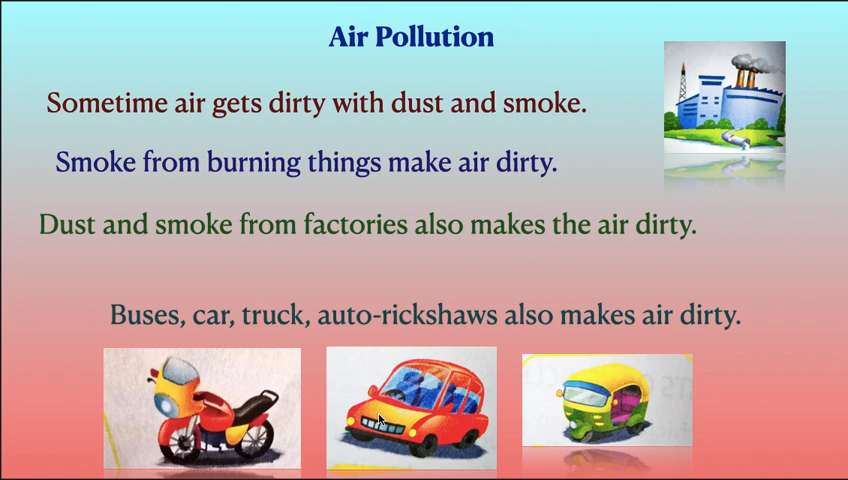 Air Pollution
Sometime air gets dirty with dust and smoke.
Smoke from burning things make air dirty.
Dust and smoke from factories also makes the air dirty.
Buses, car, truck, auto-rickshaws also makes air dirty.